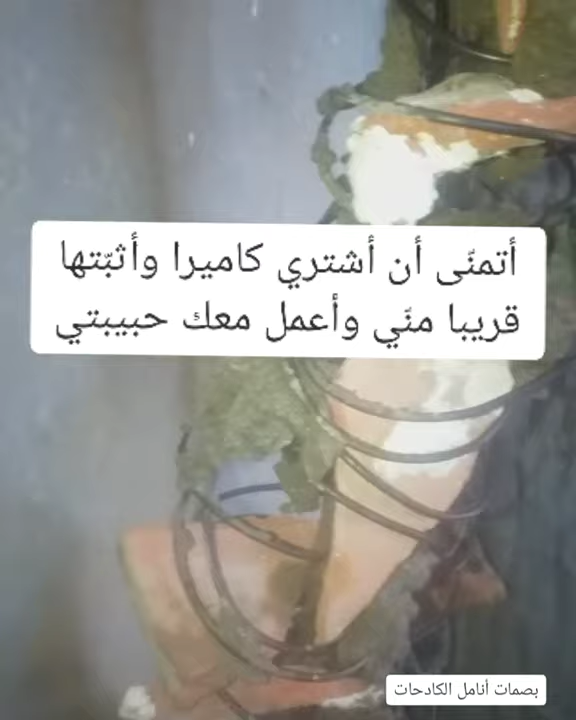 أتمنّى أن أشتري كاميرا وأثبّتها
قريبا منّي وأعمل معك حبيبتي
بصمات أنامل الكادحات